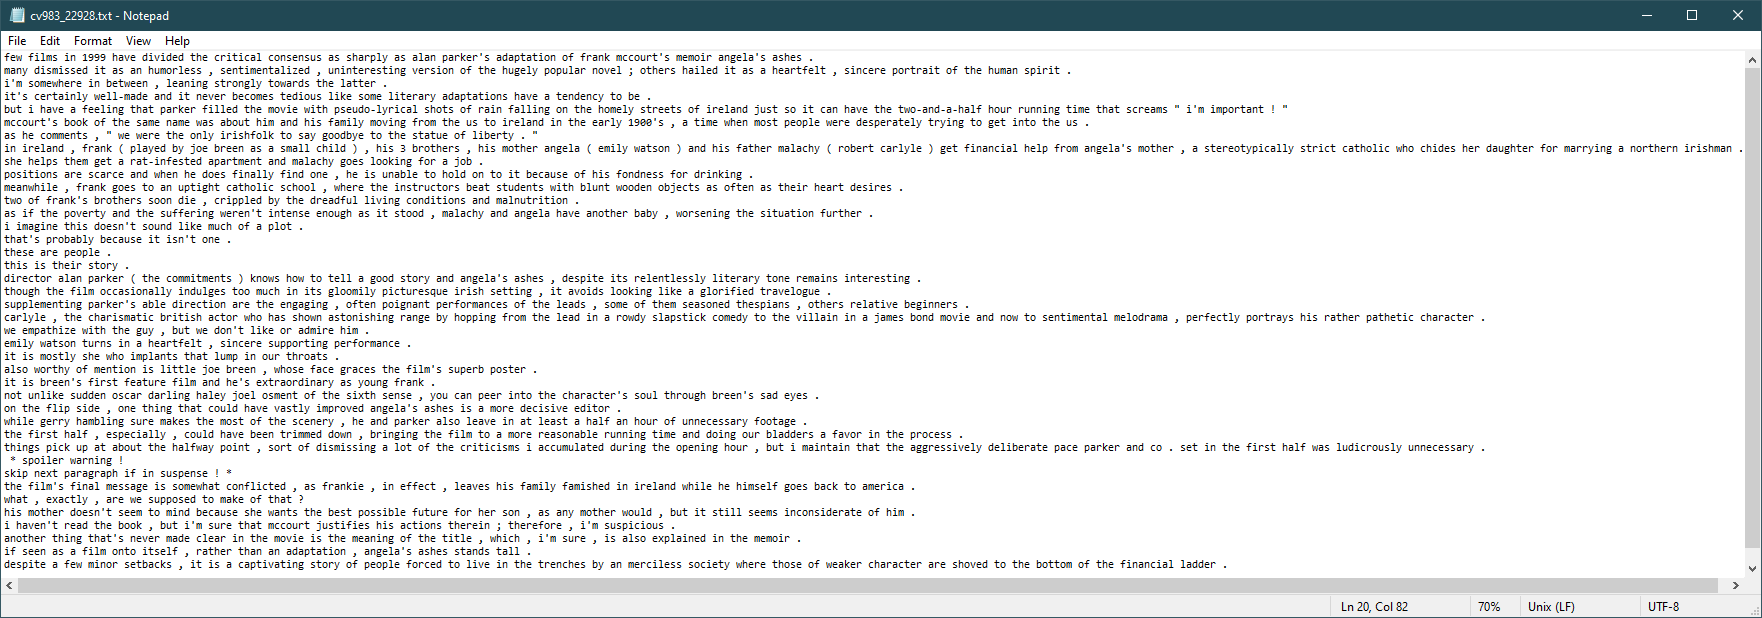 cv983_22928.txt - Notepad
File Edit Format View Help
few films in 1999 have divided the critical consensus as sharply as alan parker's adaptation of frank mccourt's memoir angela's ashes .
many dismissed it as an humorless , sentimentalized , uninteresting version of the hugely popular novel ; others hailed it as a heartfelt , sincere portrait of the human spirit .
i'm somewhere in between , leaning strongly towards the latter .
it's certainly well-made and it never becomes tedious like some literary adaptations have a tendency to be .
but i have a feeling that parker filled the movie with pseudo-lyrical shots of rain falling on the homely streets of ireland just so it can have the two-and-a-half hour running time that screams " i'm important ! "
mccourt's book of the same name was about him and his family moving from the us to ireland in the early 1900's , a time when most people were desperately trying to get into the us .
as he comments , " we were the only irishfolk to say goodbye to the statue of liberty . "
in ireland , frank ( played by joe breen as a small child ) , his 3 brothers , his mother angela ( emily watson ) and his father malachy ( robert carlyle ) get financial help from angela's mother , a stereotypically strict catholic who chides her daughter for marrying a northern irishman .
she helps them get a rat-infested apartment and malachy goes looking for a job .
positions are scarce and when he does finally find one , he is unable to hold on to it because of his fondness for drinking .
meanwhile , frank goes to an uptight catholic school , where the instructors beat students with blunt wooden objects as often as their heart desires .
two of frank's brothers soon die , crippled by the dreadful living conditions and malnutrition .
as if the poverty and the suffering weren't intense enough as it stood , malachy and angela have another baby , worsening the situation further .
i imagine this doesn't sound like much of a plot .
that's probably because it isn't one .
these are people .
this is their story .
director alan parker ( the commitments ) knows how to tell a good story and angela's ashes , despite its relentlessly literary tone remains interesting .
though the film occasionally indulges too much in its gloomily picturesque irish setting , it avoids looking like a glorified travelogue .
supplementing parker's able direction are the engaging , often poignant performances of the leads , some of them seasoned thespians , others relative beginners .
carlyle , the charismatic british actor who has shown astonishing range by hopping from the lead in a rowdy slapstick comedy to the villain in a james bond movie and now to sentimental melodrama , perfectly portrays his rather pathetic character .
we empathize with the guy , but we don't like or admire him .
emily watson turns in a heartfelt , sincere supporting performance .
it is mostly she who implants that lump in our throats .
also worthy of mention is little joe breen , whose face graces the film's superb poster .
it is breen's first feature film and he's extraordinary as young frank .
not unlike sudden oscar darling haley joel osment of the sixth sense , you can peer into the character's soul through breen's sad eyes .
on the flip side , one thing that could have vastly improved angela's ashes is a more decisive editor .
while gerry hambling sure makes the most of the scenery , he and parker also leave in at least a half an hour of unnecessary footage .
the first half , especially , could have been trimmed down , bringing the film to a more reasonable running time and doing our bladders a favor in the process .
things pick up at about the halfway point , sort of dismissing a lot of the criticisms i accumulated during the opening hour , but i maintain that the aggressively deliberate pace parker and co . set in the first half was ludicrously unnecessary .
* spoiler warning !
skip next paragraph if in suspense ! *
the film's final message is somewhat conflicted , as frankie , in effect , leaves his family famished in ireland while he himself goes back to america .
what , exactly , are we supposed to make of that ?
his mother doesn't seem to mind because she wants the best possible future for her son , as any mother would , but it still seems inconsiderate of him .
i haven't read the book , but i'm sure that mccourt justifies his actions therein ; therefore , i'm suspicious .
another thing that's never made clear in the movie is the meaning of the title , which , i'm sure , is also explained in the memoir .
if seen as a film onto itself , rather than an adaptation , angela's ashes stands tall .
despite a few minor setbacks , it is a captivating story of people forced to live in the trenches by an merciless society where those of weaker character are shoved to the bottom of the financial ladder .
Ln 20, Col 82 70% Unix (LF) UTF-8